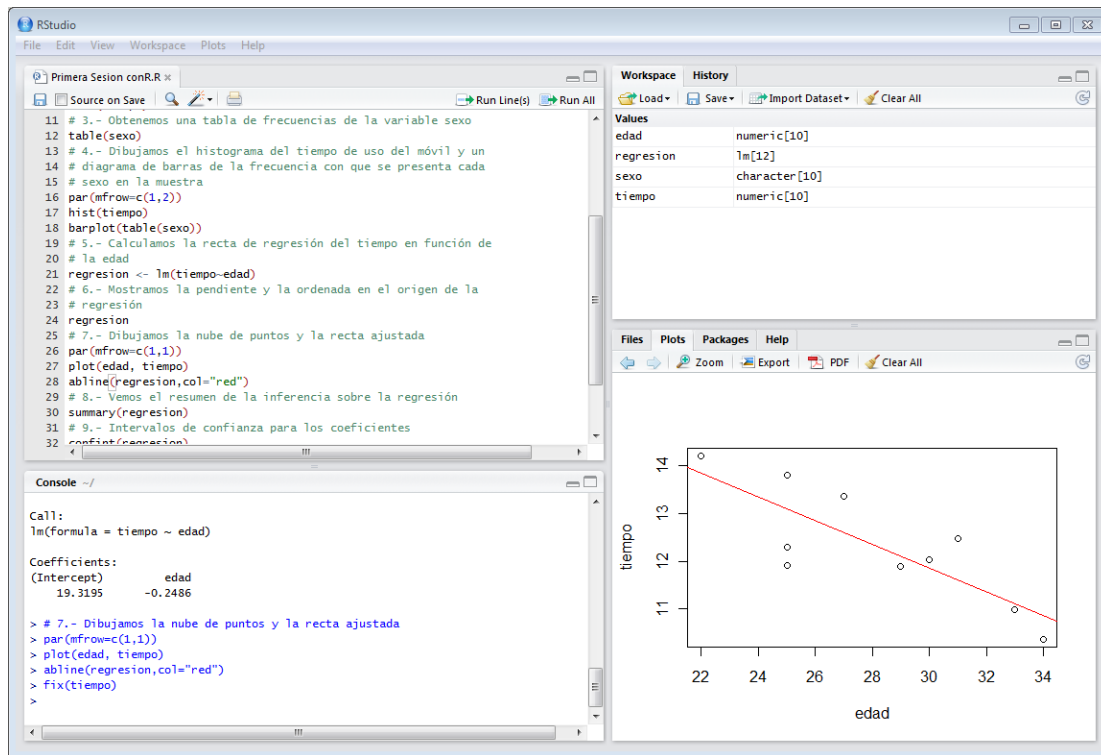 RStudio
File Edit View Workspace Plots Help
Primera Sesion conR.R
Source on Save Run Line(s) Run All
11 # 3.- Obtenemos una tabla de frecuencias de la variable sexo
12 table(sexo)
13 # 4.- Dibujamos el histograma del tiempo de uso del móvil y un
14 # diagrama de barras de la frecuencia con que se presenta cada
15 # sexo en la muestra
16 par(mfrow=c(1,2))
17 hist(tiempo)
18 barplot(table(sexo))
19 # 5.- Calculamos la recta de regresión del tiempo en función de
20 # la edad
21 regresion <- lm(tiempo~edad)
22 # 6.- Mostramos la pendiente y la ordenada en el origen de la
23 # regresión
24 regresion
25 # 7.- Dibujamos la nube de puntos y la recta ajustada
26 par(mfrow=c(1,1))
27 plot(edad, tiempo)
28 abline(regresion,col="red")
29 # 8.- Vemos el resumen de la inferencia sobre la regresión
30 summary(regresion)
31 # 9.- Intervalos de confianza para los coeficientes
32 confint(regresion)
Console ~/
Call:
lm(formula = tiempo ~ edad)
Coefficients:
(Intercept) edad
19.3195 -0.2486
> # 7.- Dibujamos la nube de puntos y la recta ajustada
> par(mfrow=c(1,1))
> plot(edad, tiempo)
> abline(regresion,col="red")
> fix(tiempo)
>
Workspace History
Load Save Import Dataset Clear All
Values
edad numeric[10]
regresion lm[12]
sexo character[10]
tiempo numeric[10]
Files Plots Packages Help
Zoom Export PDF Clear All
14
13
12
11
tiempo
22 24 26 28 30 32 34
edad